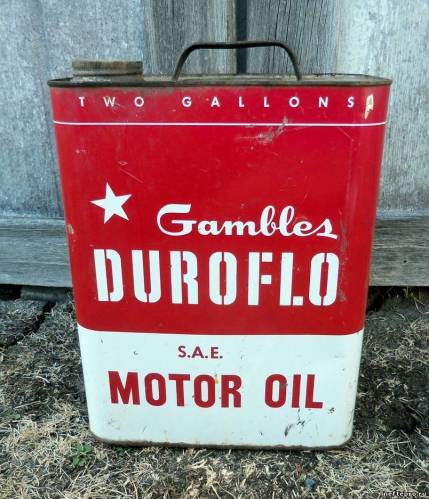 TWO GALLONS
Gambles
DUROFLO
S.A.E.
MOTOR OIL